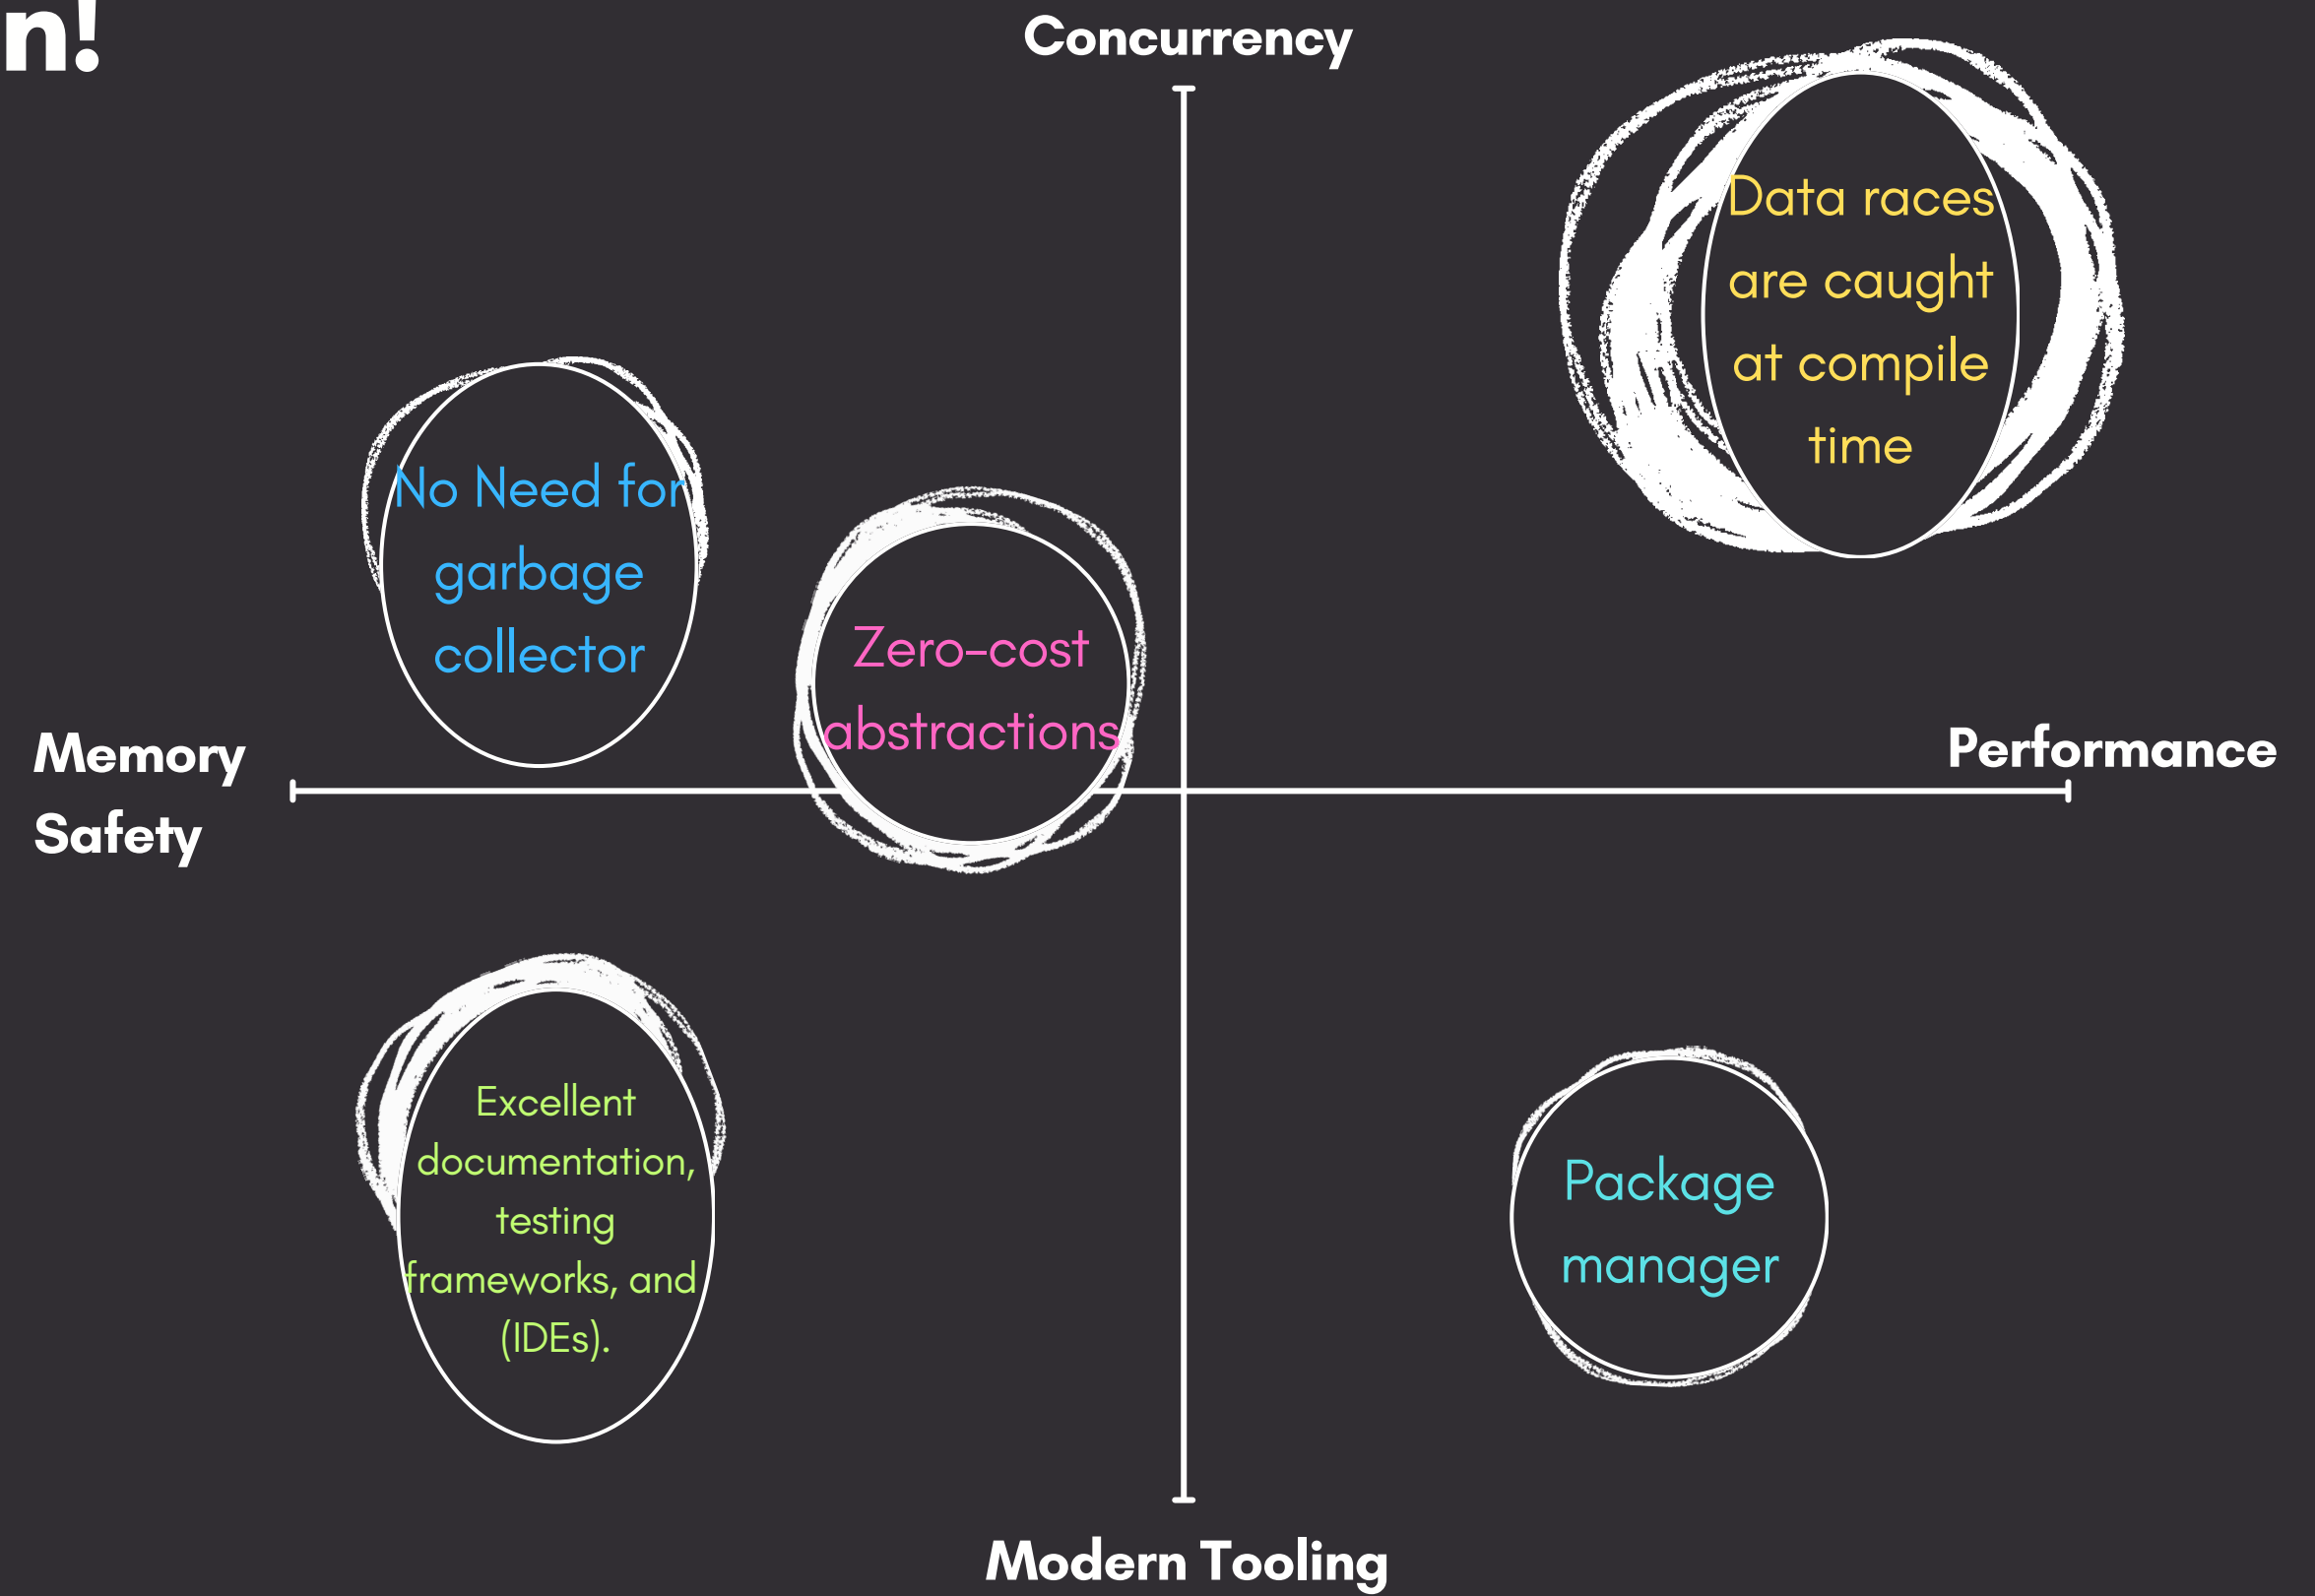 n!
Concurrency
Data races
are caught
at compile
time
No Need for
garbage
collector
Zero-cost
abstractions
Memory
Safety
Performance
Excellent
documentation,
testing
frameworks, and
(IDEs).
Package
manager
Modern Tooling